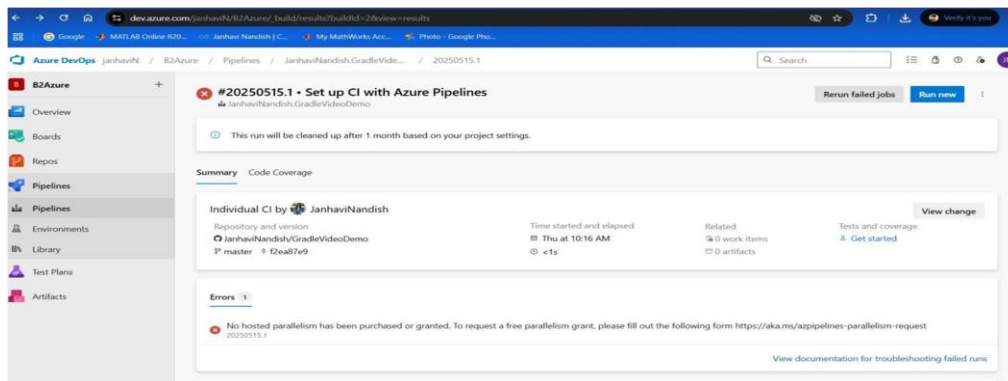 dev.azure.com/janhaviN/B2Azure/_build/results?buildId=2&view=results
Verify it's you
Google
MATLAB Online R20...
Janhavi Nandish | C...
My MathWorks Acc...
Photo - Google Pho...
Azure DevOps janhaviN / B2Azure / Pipelines / JanhaviNandish.GradleVide... / 20250515.1
Search
B B2Azure +
Overview
Boards
Repos
Pipelines
Pipelines
Environments
Library
Test Plans
Artifacts
#20250515.1 • Set up CI with Azure Pipelines
JanhaviNandish.GradleVideoDemo
Rerun failed jobs
Run new
This run will be cleaned up after 1 month based on your project settings.
Summary Code Coverage
Individual CI by JanhaviNandish
View change
Repository and version
JanhaviNandish/GradleVideoDemo
master f2ea87e9
Time started and elapsed
Thu at 10:16 AM
<1s
Related
0 work items
0 artifacts
Tests and coverage
Get started
Errors 1
No hosted parallelism has been purchased or granted. To request a free parallelism grant, please fill out the following form https://aka.ms/azpipelines-parallelism-request
20250515.1
View documentation for troubleshooting failed runs